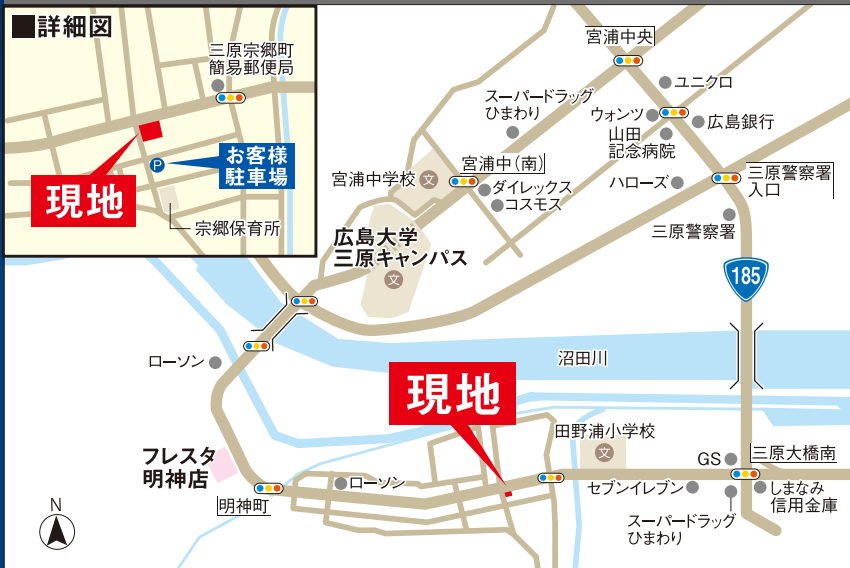 ■詳細図
三原宗郷町
簡易郵便局
P
お客様
駐車場
現地
宗郷保育所
宮浦中央
ユニクロ
スーパードラッグ
ひまわり
ウォンツ
広島銀行
山田
記念病院
宮浦中(南)
宮浦中学校
文
ダイレックス
コスモス
ハローズ
三原警察署
入口
三原警察署
広島大学
三原キャンパス
文
185
ローソン
沼田川
現地
田野浦小学校
文
フレスタ
明神店
明神町
ローソン
GS
三原大橋南
セブンイレブン
しまなみ
信用金庫
スーパードラッグ
ひまわり
N